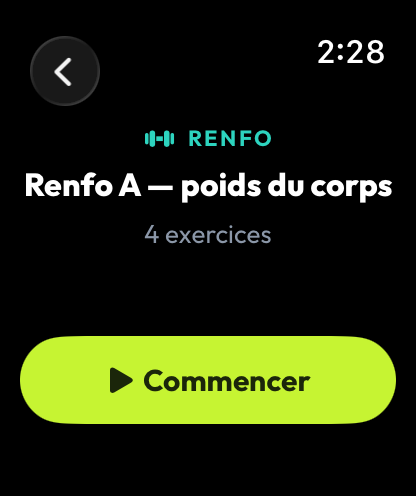 2:28
RENFO
Renfo A — poids du corps
4 exercices
Commencer